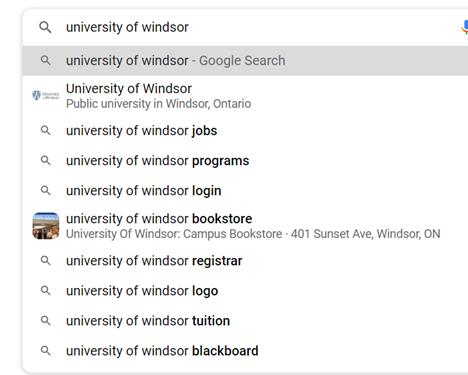 university of windsor
university of windsor - Google Search
University of Windsor
Public university in Windsor, Ontario
university of windsor jobs
university of windsor programs
university of windsor login
university of windsor bookstore
University Of Windsor: Campus Bookstore · 401 Sunset Ave, Windsor, ON
university of windsor registrar
university of windsor logo
university of windsor tuition
university of windsor blackboard